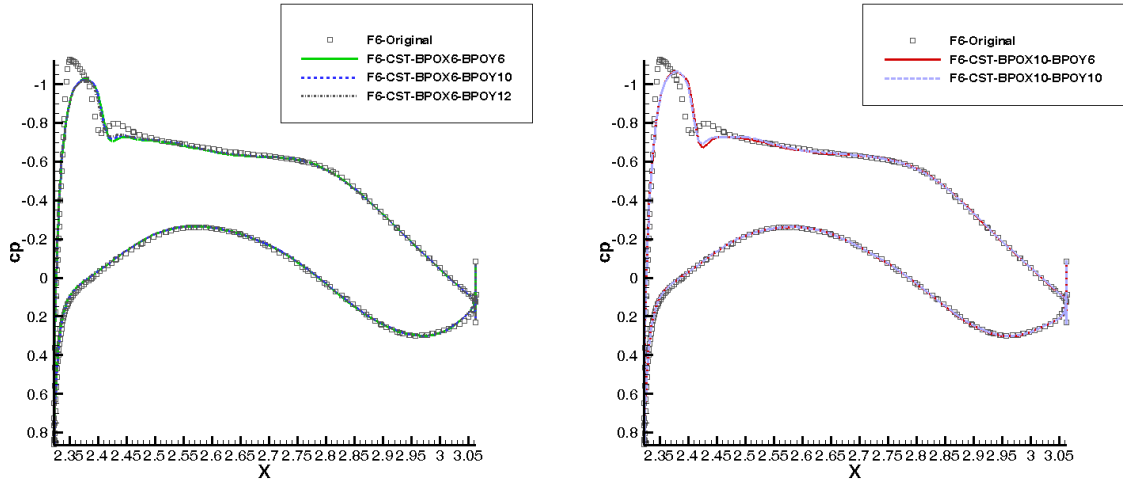 F6-Original
F6-CST-BPOX6-BPOY6
F6-CST-BPOX6-BPOY10
F6-CST-BPOX6-BPOY12
-1
-0.8
-0.6
-0.4
-0.2
0
0.2
0.4
0.6
0.8
cp
2.35 2.4 2.45 2.5 2.55 2.6 2.65 2.7 2.75 2.8 2.85 2.9 2.95 3 3.05
X
F6-Original
F6-CST-BPOX10-BPOY6
F6-CST-BPOX10-BPOY10
-1
-0.8
-0.6
-0.4
-0.2
0
0.2
0.4
0.6
0.8
cp
2.35 2.4 2.45 2.5 2.55 2.6 2.65 2.7 2.75 2.8 2.85 2.9 2.95 3 3.05
X